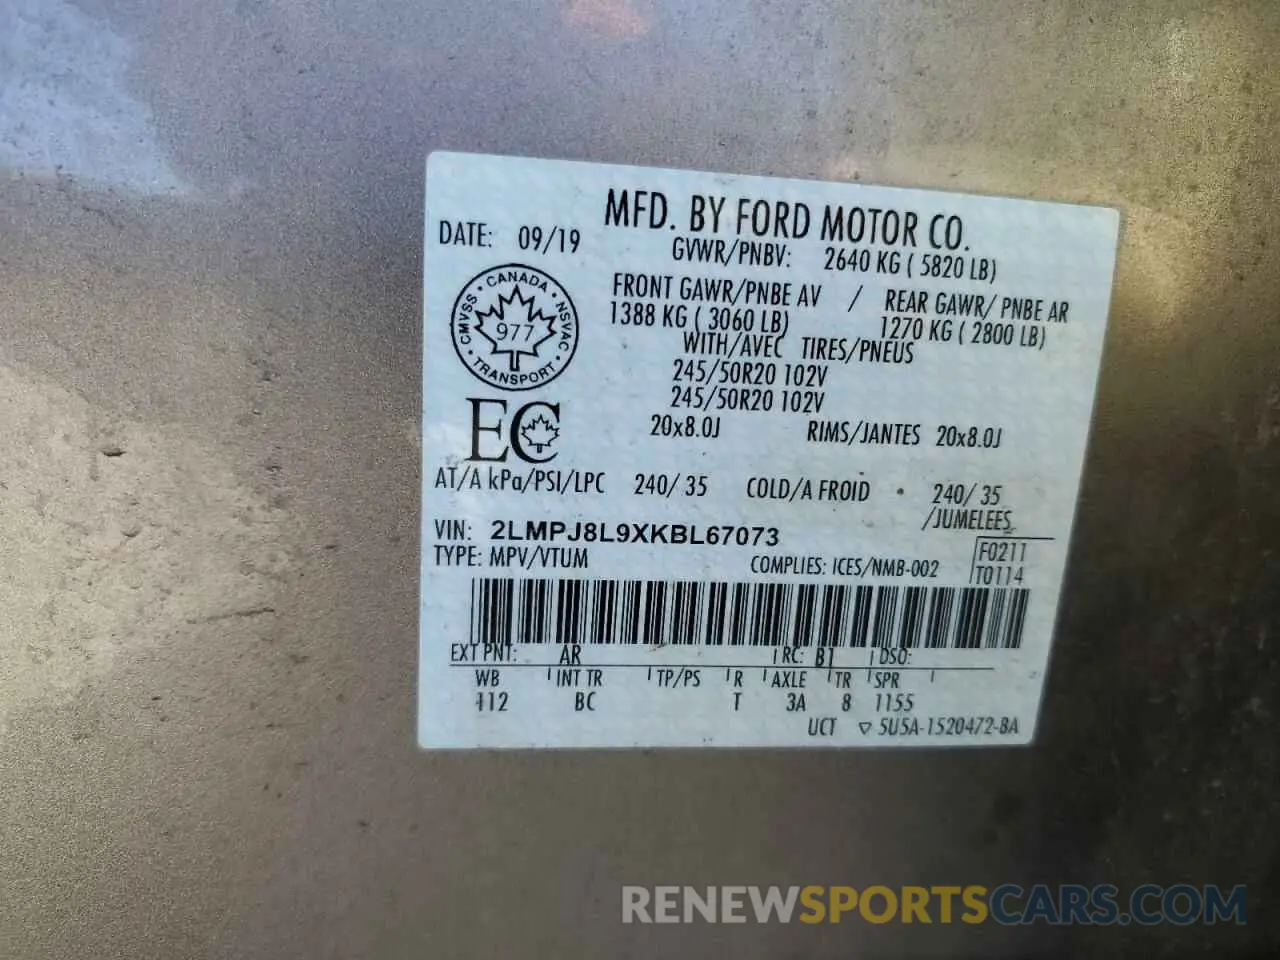 MFD. BY FORD MOTOR CO.
DATE: 09/19
GVWR/PNBV: 2640 KG ( 5820 LB)
FRONT GAWR/PNBE AV / REAR GAWR/ PNBE AR
1388 KG ( 3060 LB) 1270 KG ( 2800 LB)
WITH/AVEC TIRES/PNEUS
245/50R20 102V
245/50R20 102V
20x8.0J RIMS/JANTES 20x8.0J
CANADA · NSVAC · TRANSPORT · CMVSS
977
EC
AT/A kPa/PSI/LPC 240/ 35 COLD/A FROID 240/ 35
/JUMELEES
VIN: 2LMPJ8L9XKBL67073
TYPE: MPV/VTUM COMPLIES: ICES/NMB-002
F0211
T0114
EXT PNT: AR RC: B1 DSO:
WB INT TR TP/PS R AXLE TR SPR
112 BC T 3A 8 1155
UCT ▽ 5U5A-1520472-BA
RENEWSPORTSCARS.COM